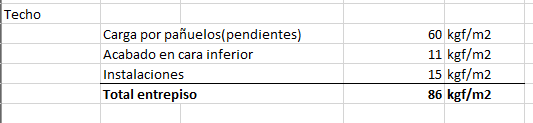 Techo
Carga por pañuelos(pendientes) 60 kgf/m2
Acabado en cara inferior 11 kgf/m2
Instalaciones 15 kgf/m2
Total entrepiso 86 kgf/m2